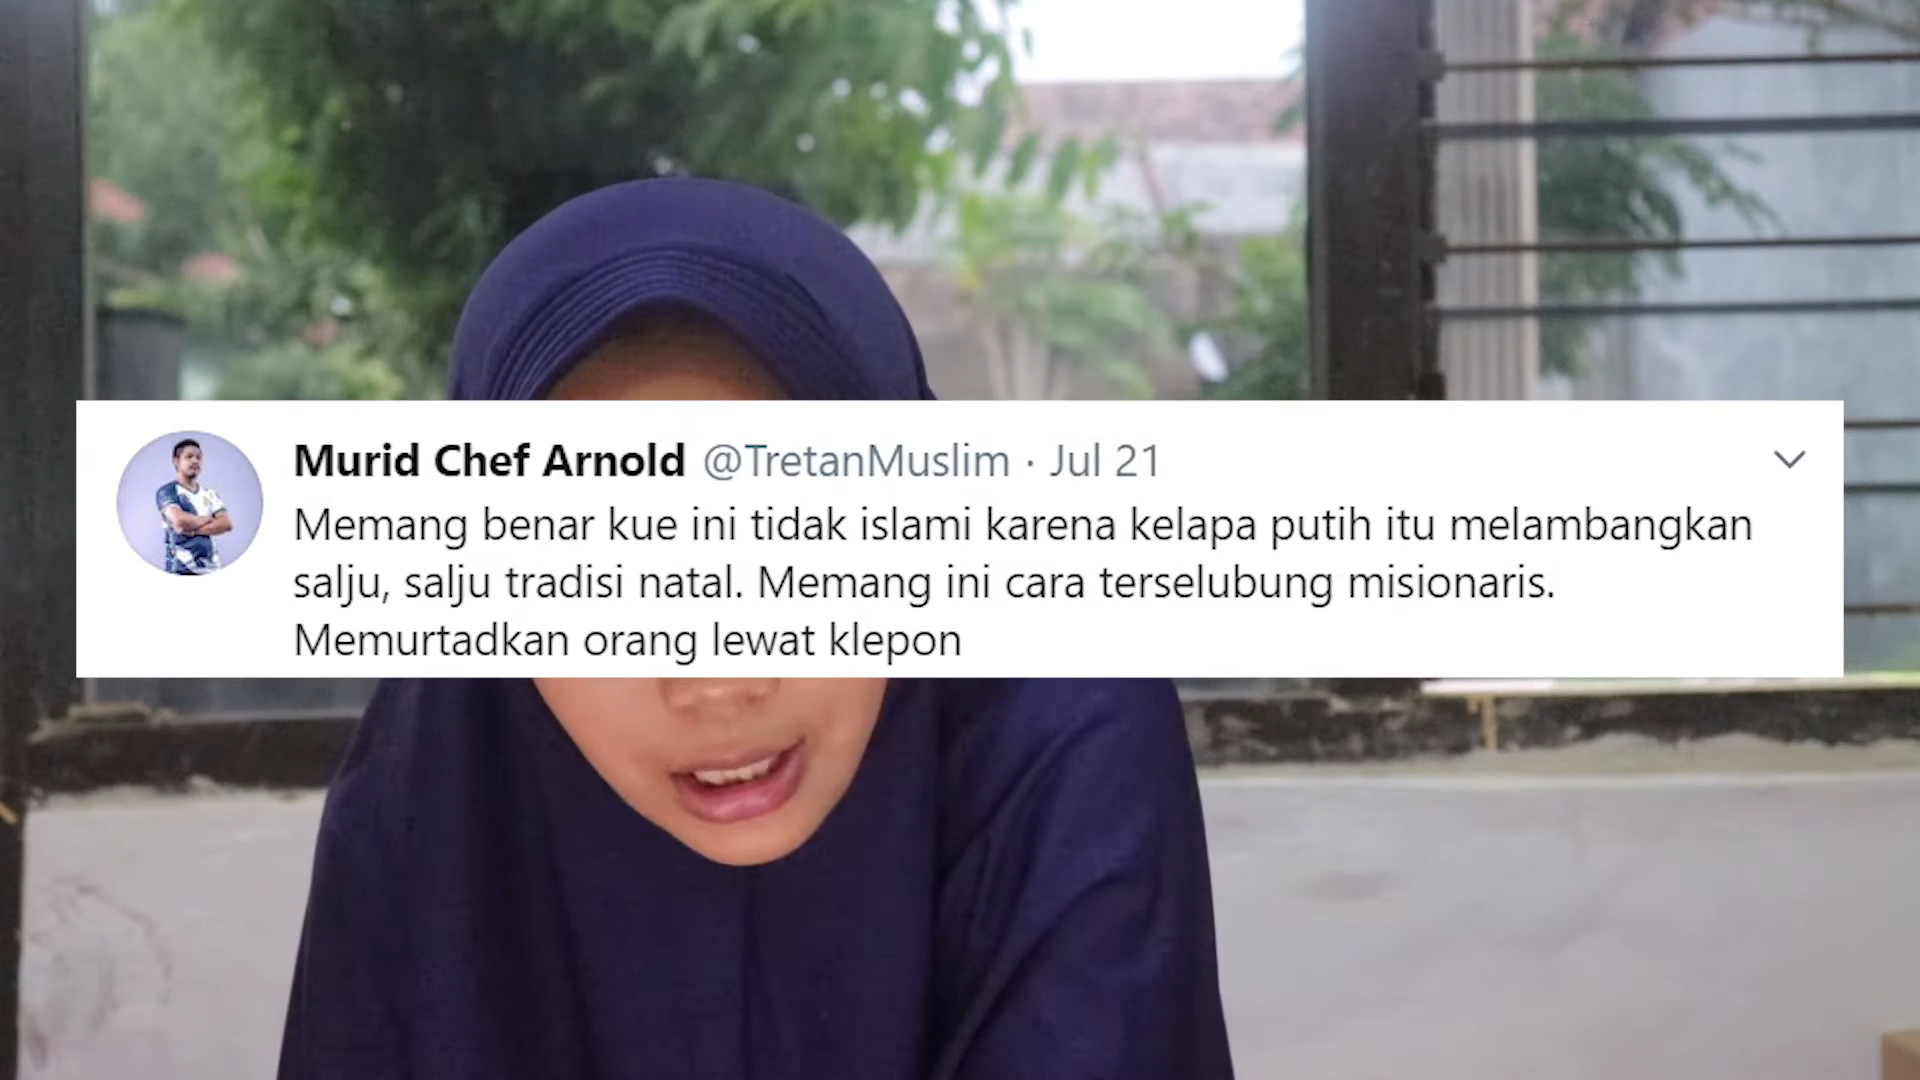 Murid Chef Arnold @TretanMuslim · Jul 21
Memang benar kue ini tidak islami karena kelapa putih itu melambangkan
salju, salju tradisi natal. Memang ini cara terselubung misionaris.
Memurtadkan orang lewat klepon